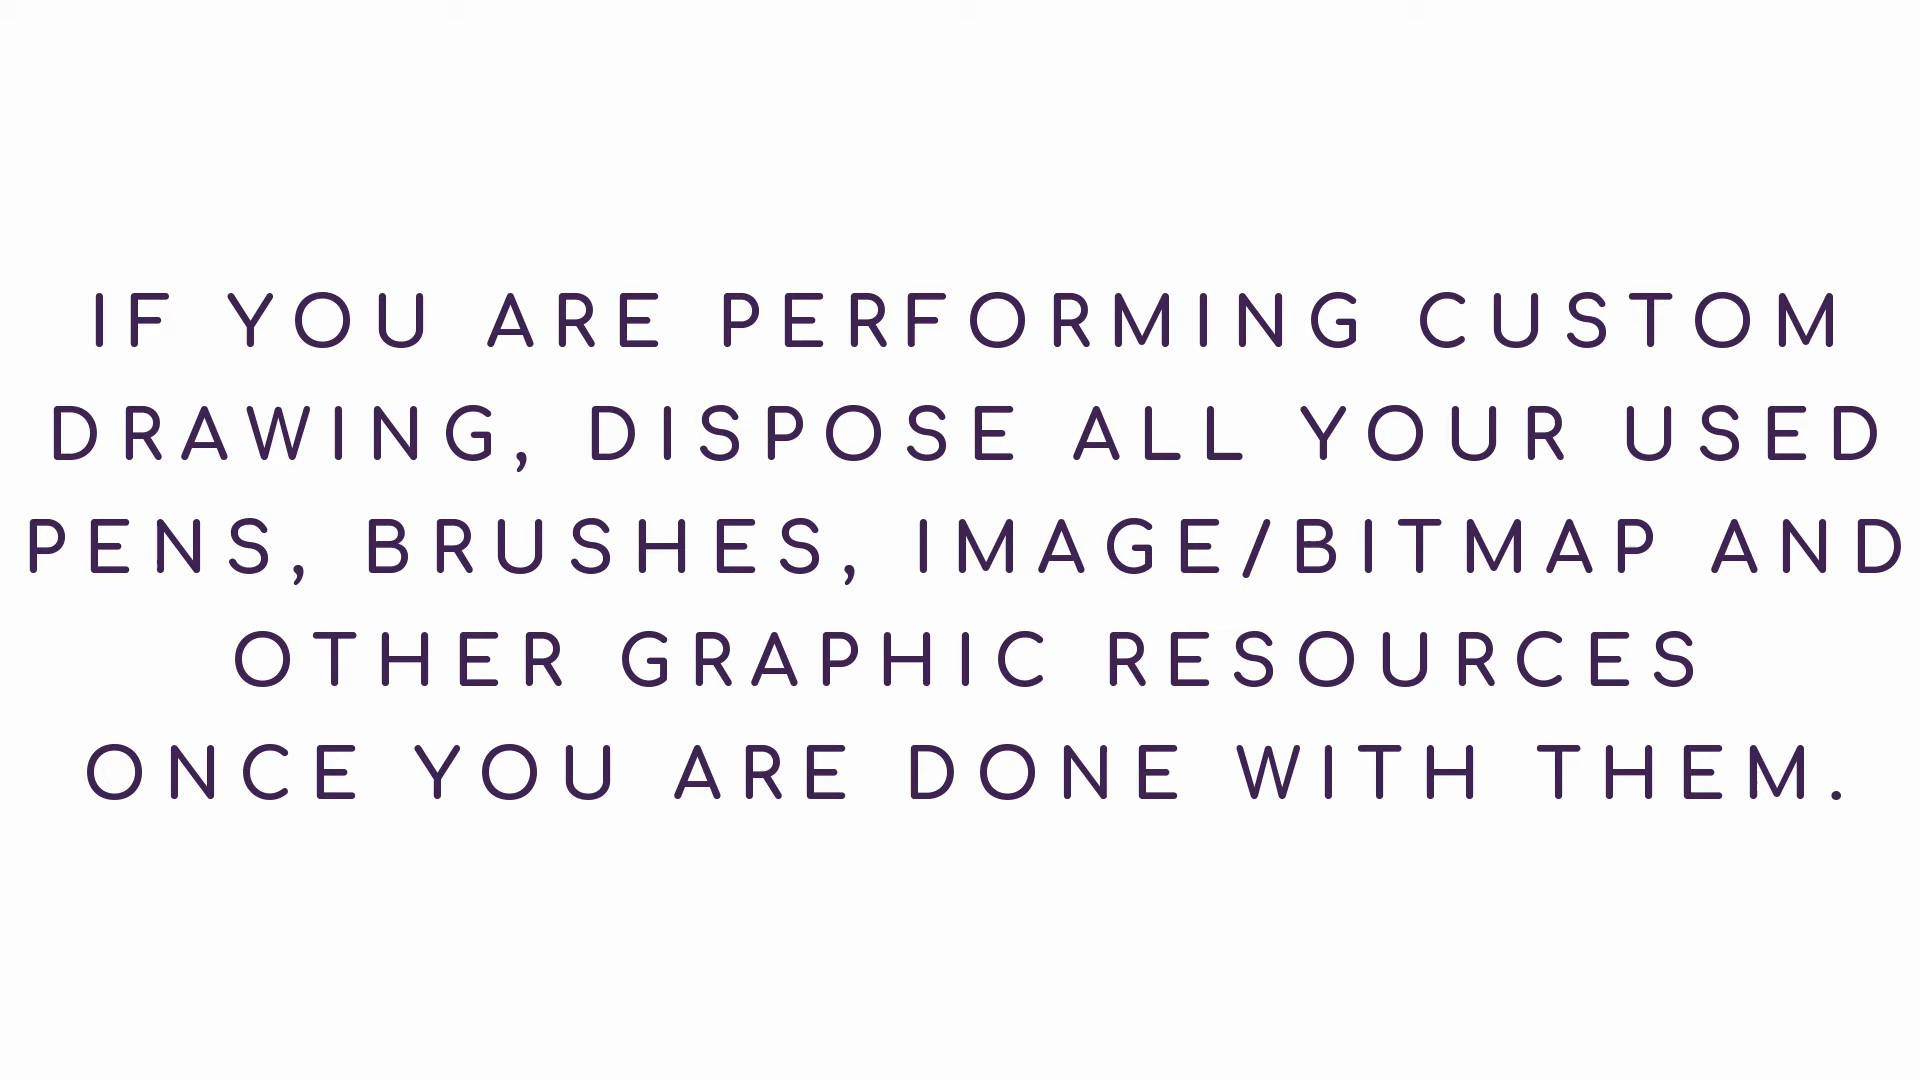 IF YOU ARE PERFORMING CUSTOM
DRAWING, DISPOSE ALL YOUR USED
PENS, BRUSHES, IMAGE/BITMAP AND
OTHER GRAPHIC RESOURCES
ONCE YOU ARE DONE WITH THEM.